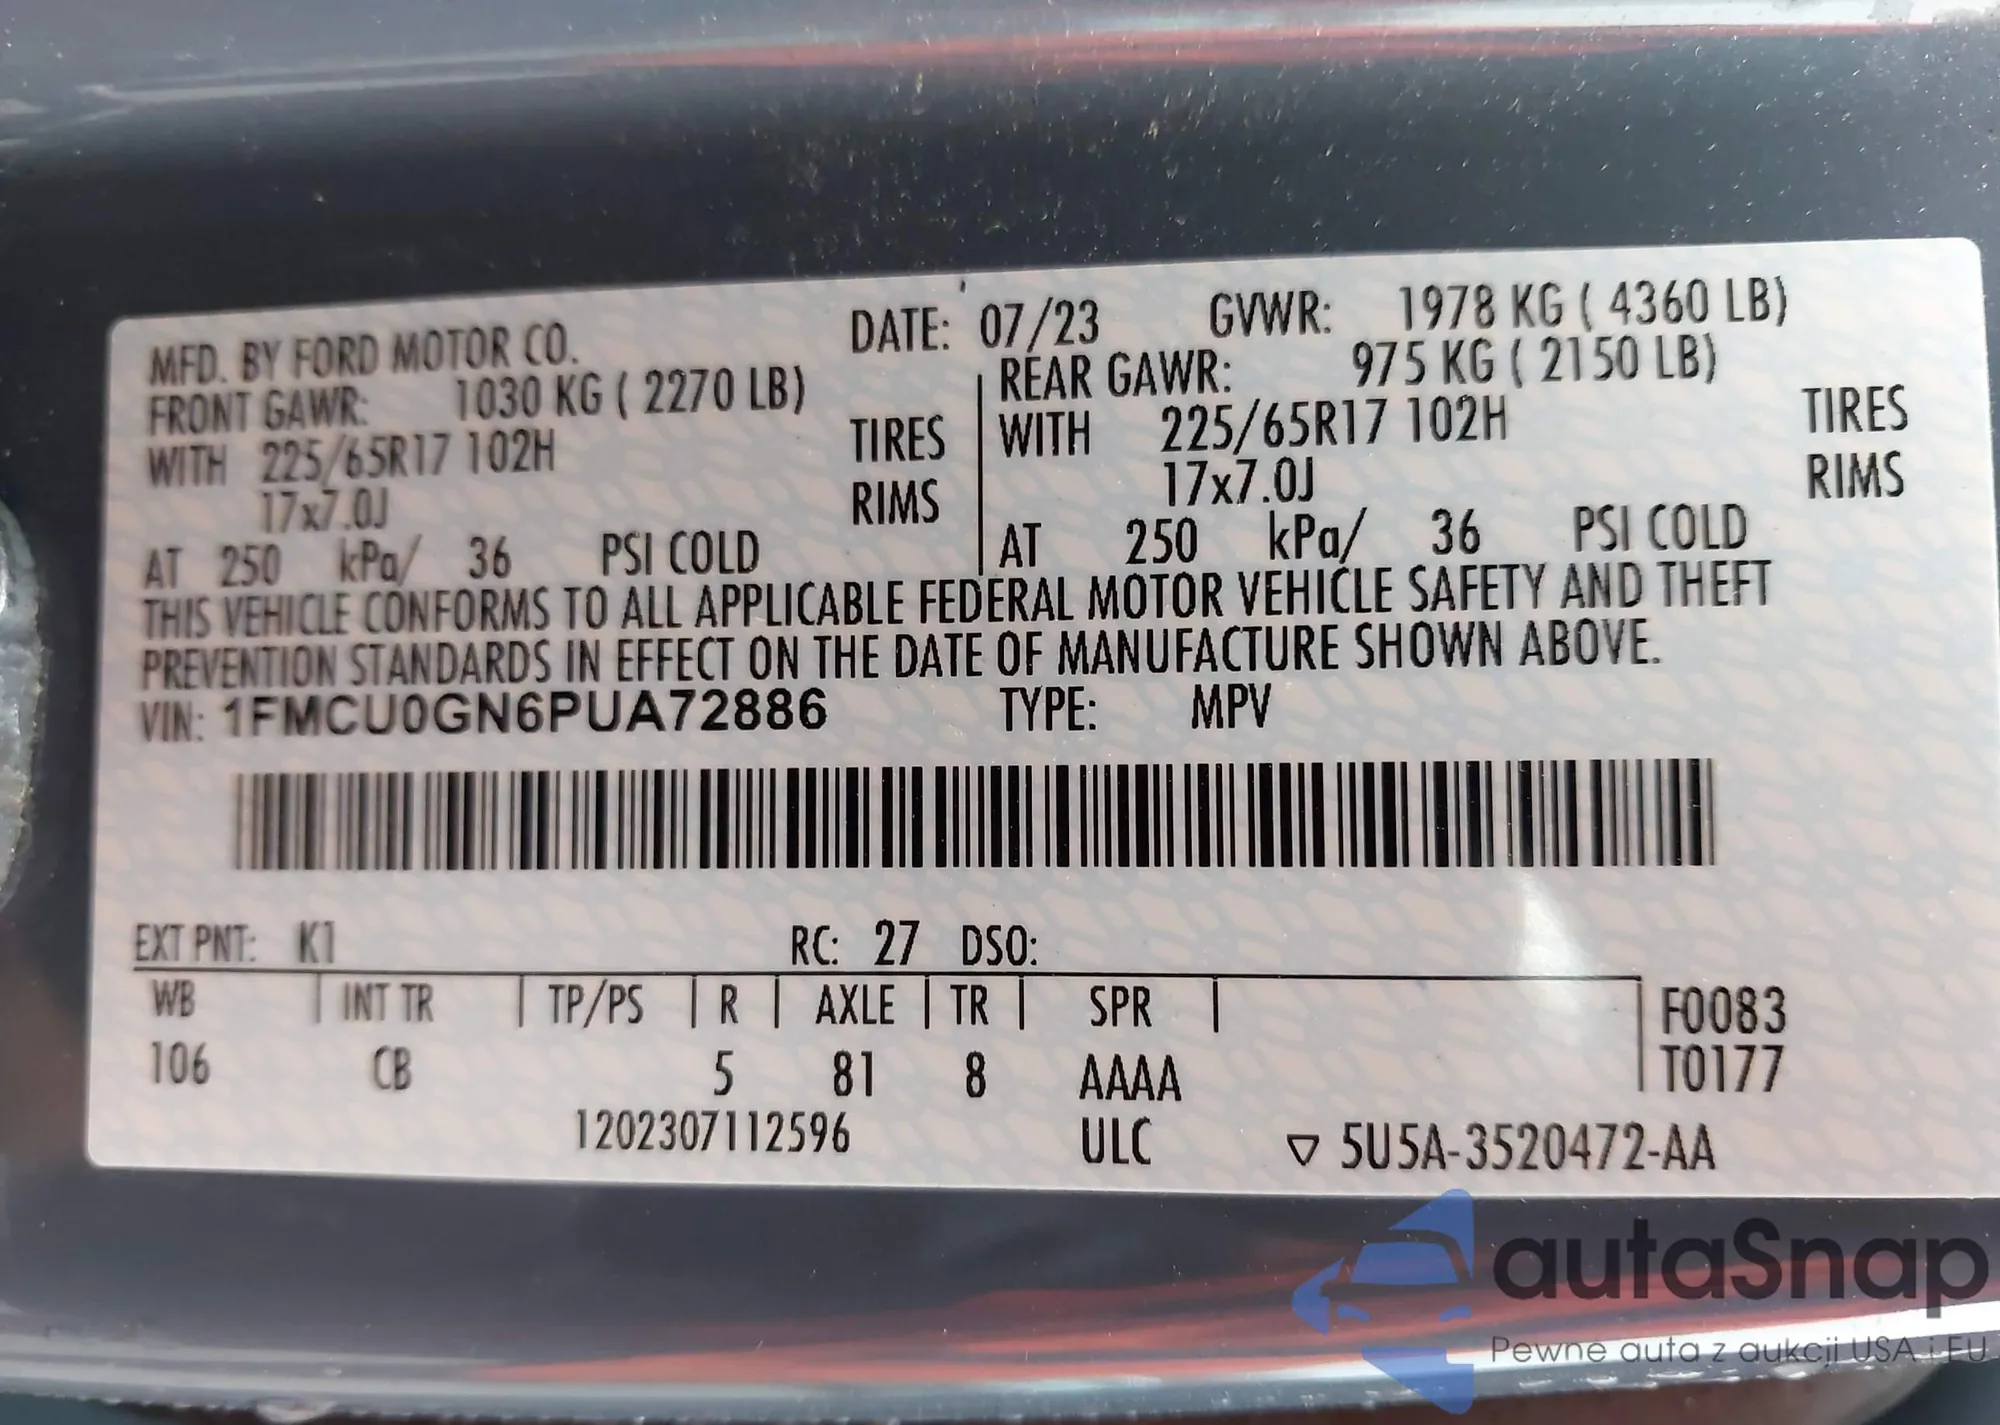 MFD. BY FORD MOTOR CO. DATE: 07/23 GVWR: 1978 KG ( 4360 LB)
FRONT GAWR: 1030 KG ( 2270 LB) REAR GAWR: 975 KG ( 2150 LB)
WITH 225/65R17 102H TIRES WITH 225/65R17 102H TIRES
17x7.0J RIMS 17x7.0J RIMS
AT 250 kPa/ 36 PSI COLD AT 250 kPa/ 36 PSI COLD
THIS VEHICLE CONFORMS TO ALL APPLICABLE FEDERAL MOTOR VEHICLE SAFETY AND THEFT
PREVENTION STANDARDS IN EFFECT ON THE DATE OF MANUFACTURE SHOWN ABOVE.
VIN: 1FMCU0GN6PUA72886 TYPE: MPV
EXT PNT: K1 RC: 27 DSO:
WB INT TR TP/PS R AXLE TR SPR F0083
106 CB 5 81 8 AAAA T0177
1202307112596 ULC ▽ 5U5A-3520472-AA
autaSnap
Pewne auta z aukcji USA i EU